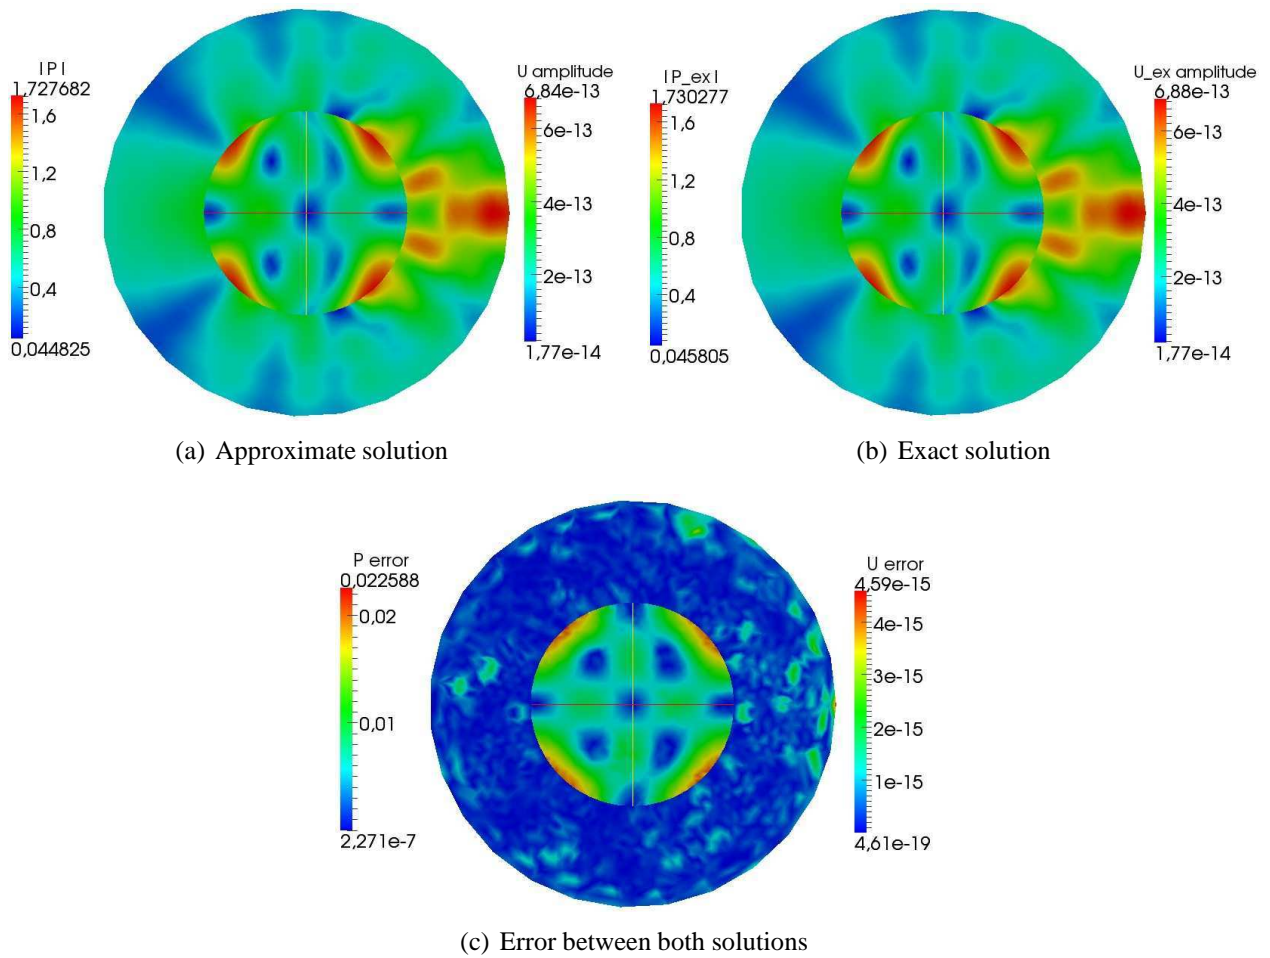 |P|
1,727682
1,6
1,2
0,8
0,4
0,044825
U amplitude
6,84e-13
6e-13
4e-13
2e-13
1,77e-14
(a) Approximate solution
|P_ex|
1,730277
1,6
1,2
0.8
0.4
0,045805
U_ex amplitude
6,88e-13
6e-13
4e-13
2e-13
1,77e-14
(b) Exact solution
P error
0,022588
0,02
0,01
2,271e-7
U error
4,59e-15
4e-15
3e-15
2e-15
1e-15
4,61e-19
(c) Error between both solutions